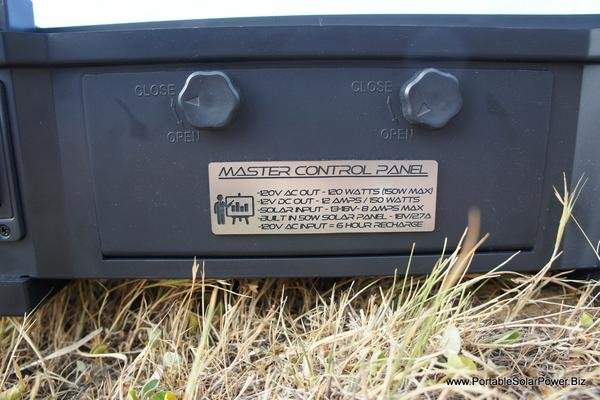 CLOSE CLOSE
OPEN OPEN
MASTER CONTROL PANEL
-120V AC OUT - 120 WATTS (150W MAX)
-12V DC OUT - 12 AMPS / 150 WATTS
-SOLAR INPUT - 13-18V- 8 AMPS MAX
-BUILT IN 50W SOLAR PANEL - 18V/2.7A
-120V AC INPUT = 6 HOUR RECHARGE
www.PortableSolarPower.Biz